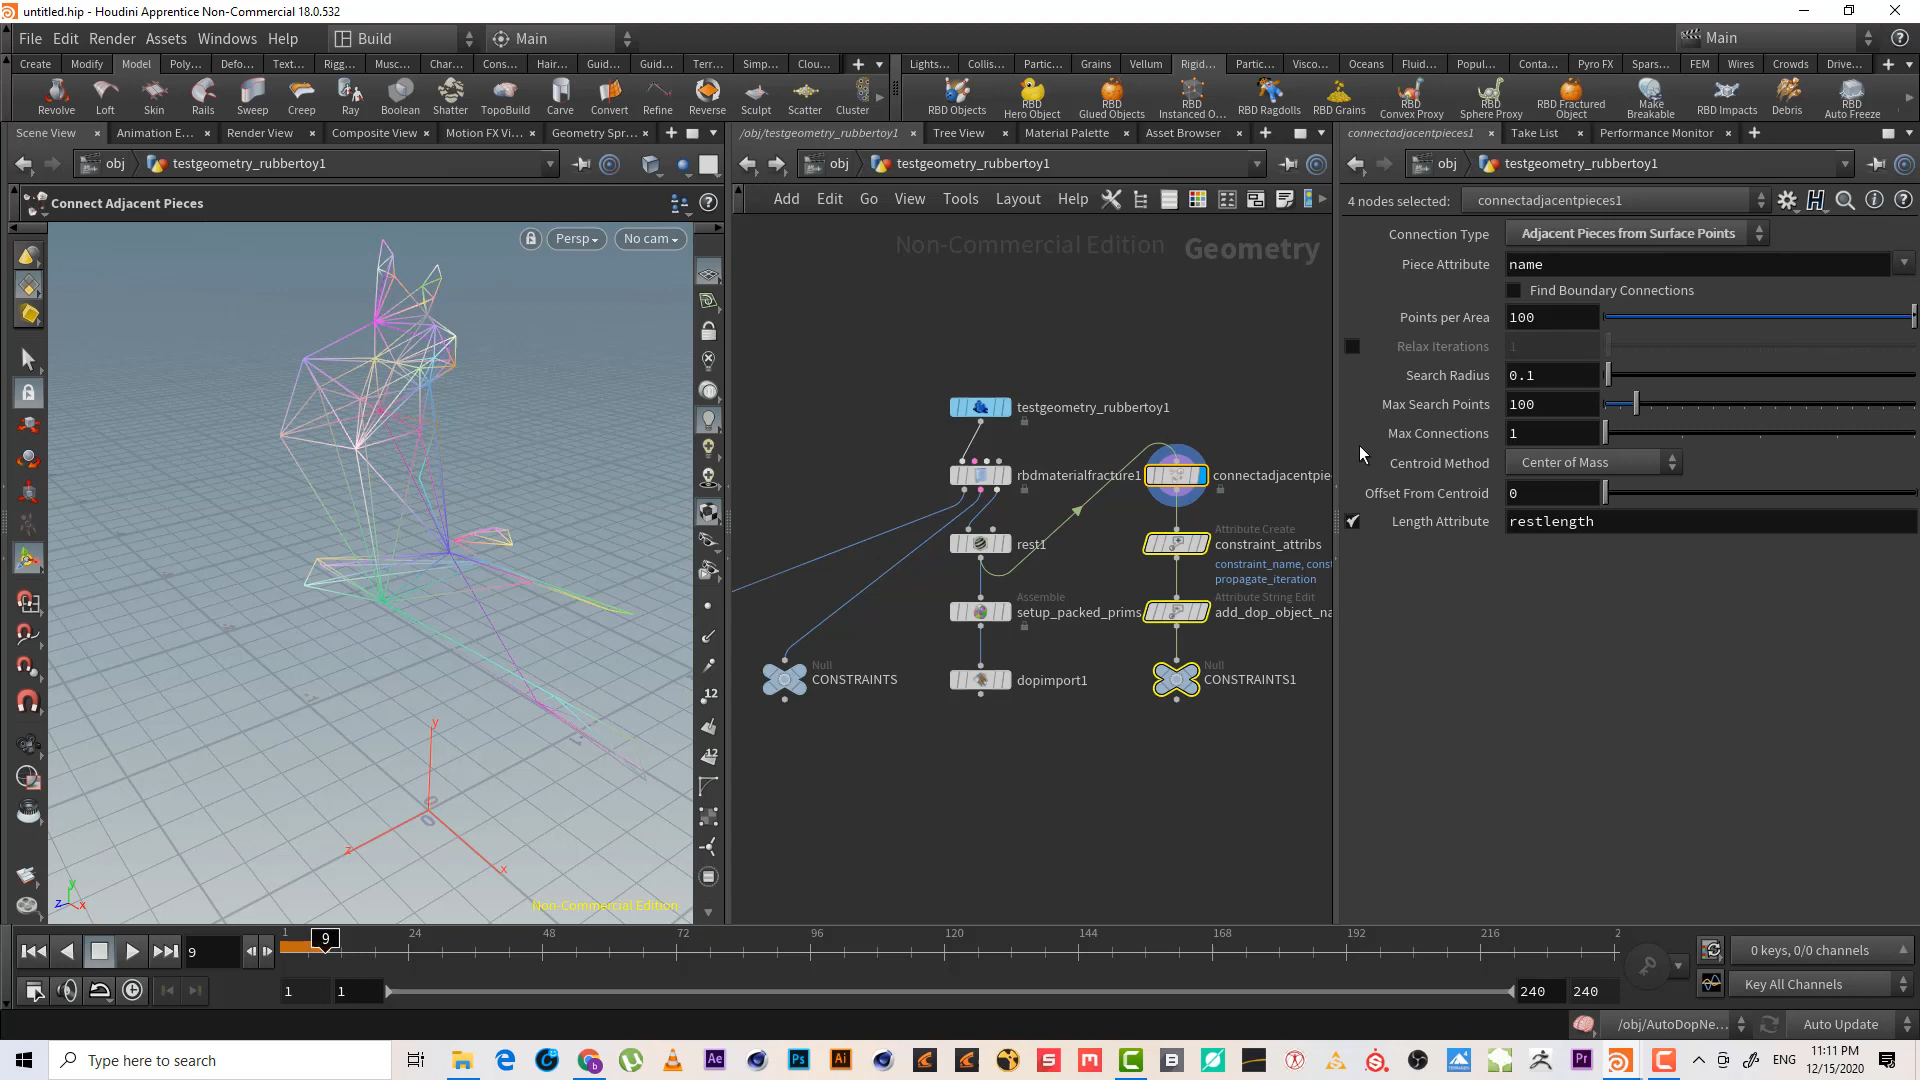 untitled.hip - Houdini Apprentice Non-Commercial 18.0.532
File Edit Render Assets Windows Help Build Main Main
Create Modify Model Poly... Defo... Text... Rigg... Musc... Char... Cons... Hair... Guid... Guid... Terr... Simp... Clou...
Lights... Collis... Partic... Grains Vellum Rigid... Partic... Visco... Oceans Fluid... Popul... Conta... Pyro FX Spars... FEM Wires Crowds Drive...
Revolve Loft Skin Rails Sweep Creep Ray Boolean Shatter TopoBuild Carve Convert Refine Reverse Sculpt Scatter Cluster
RBD Objects RBD Hero Object RBD Glued Objects RBD Instanced O... RBD Ragdolls RBD Grains RBD Convex Proxy RBD Sphere Proxy RBD Fractured Object Make Breakable RBD Impacts Debris RBD Auto Freeze
Scene View Animation E... Render View Composite View Motion FX Vi... Geometry Spr...
/obj/testgeometry_rubbertoy1 Tree View Material Palette Asset Browser
connectadjacentpieces1 Take List Performance Monitor
obj testgeometry_rubbertoy1
obj testgeometry_rubbertoy1
obj testgeometry_rubbertoy1
Connect Adjacent Pieces
Add Edit Go View Tools Layout Help
4 nodes selected: connectadjacentpieces1
Persp No cam
Non-Commercial Edition Geometry
Connection Type Adjacent Pieces from Surface Points
Piece Attribute name
Find Boundary Connections
Points per Area 100
Relax Iterations 1
Search Radius 0.1
Max Search Points 100
Max Connections 1
Centroid Method Center of Mass
Offset From Centroid 0
Length Attribute restlength
testgeometry_rubbertoy1
rbdmaterialfracture1
connectadjacentpie
rest1
Attribute Create
constraint_attribs
constraint_name, const
propagate_iteration
Assemble
setup_packed_prims
Attribute String Edit
add_dop_object_na
Null
CONSTRAINTS
dopimport1
Null
CONSTRAINTS1
12
12
y
0
z
x
y
z x
Non-Commercial Edition
9
1 9 24 48 72 96 120 144 168 192 216 2
0 keys, 0/0 channels
1 1 240 240
Key All Channels
/obj/AutoDopNe... Auto Update
Type here to search
Ae Ps Ai S M C B Pr C
ENG
11:11 PM
12/15/2020